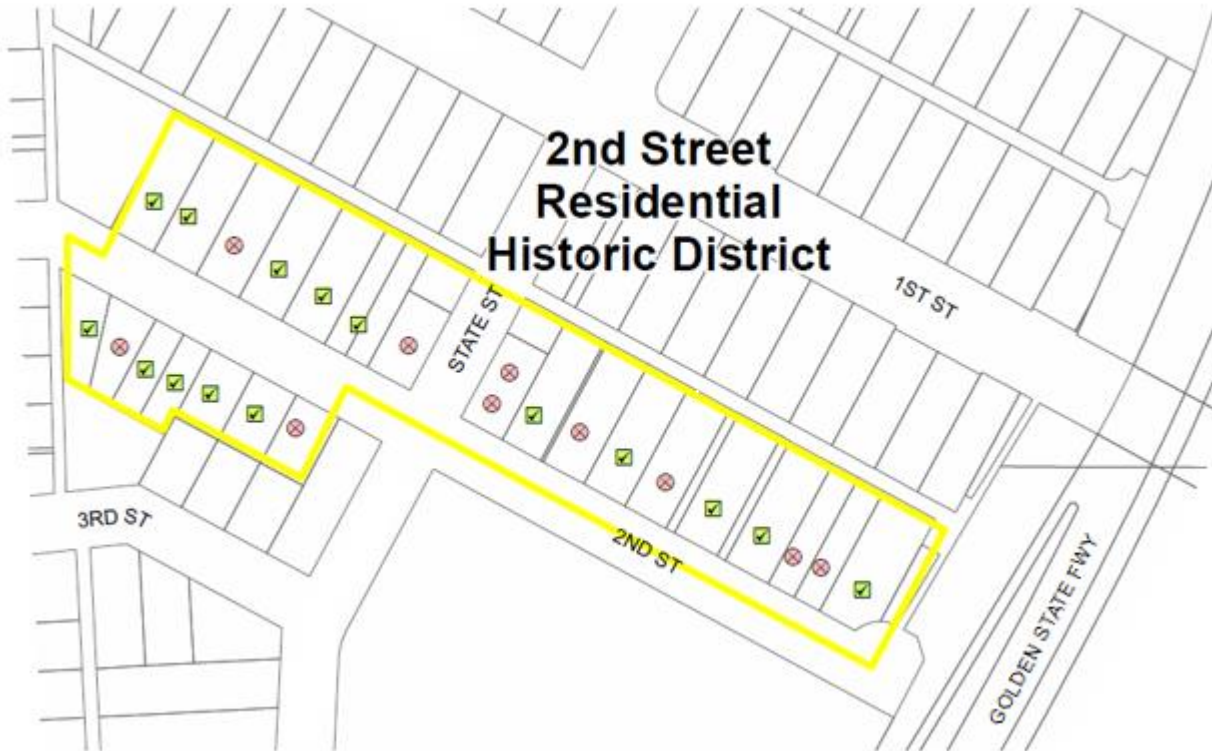 2nd Street
Residential
Historic District
1ST ST
STATE ST
3RD ST
2ND ST
GOLDEN STATE FWY